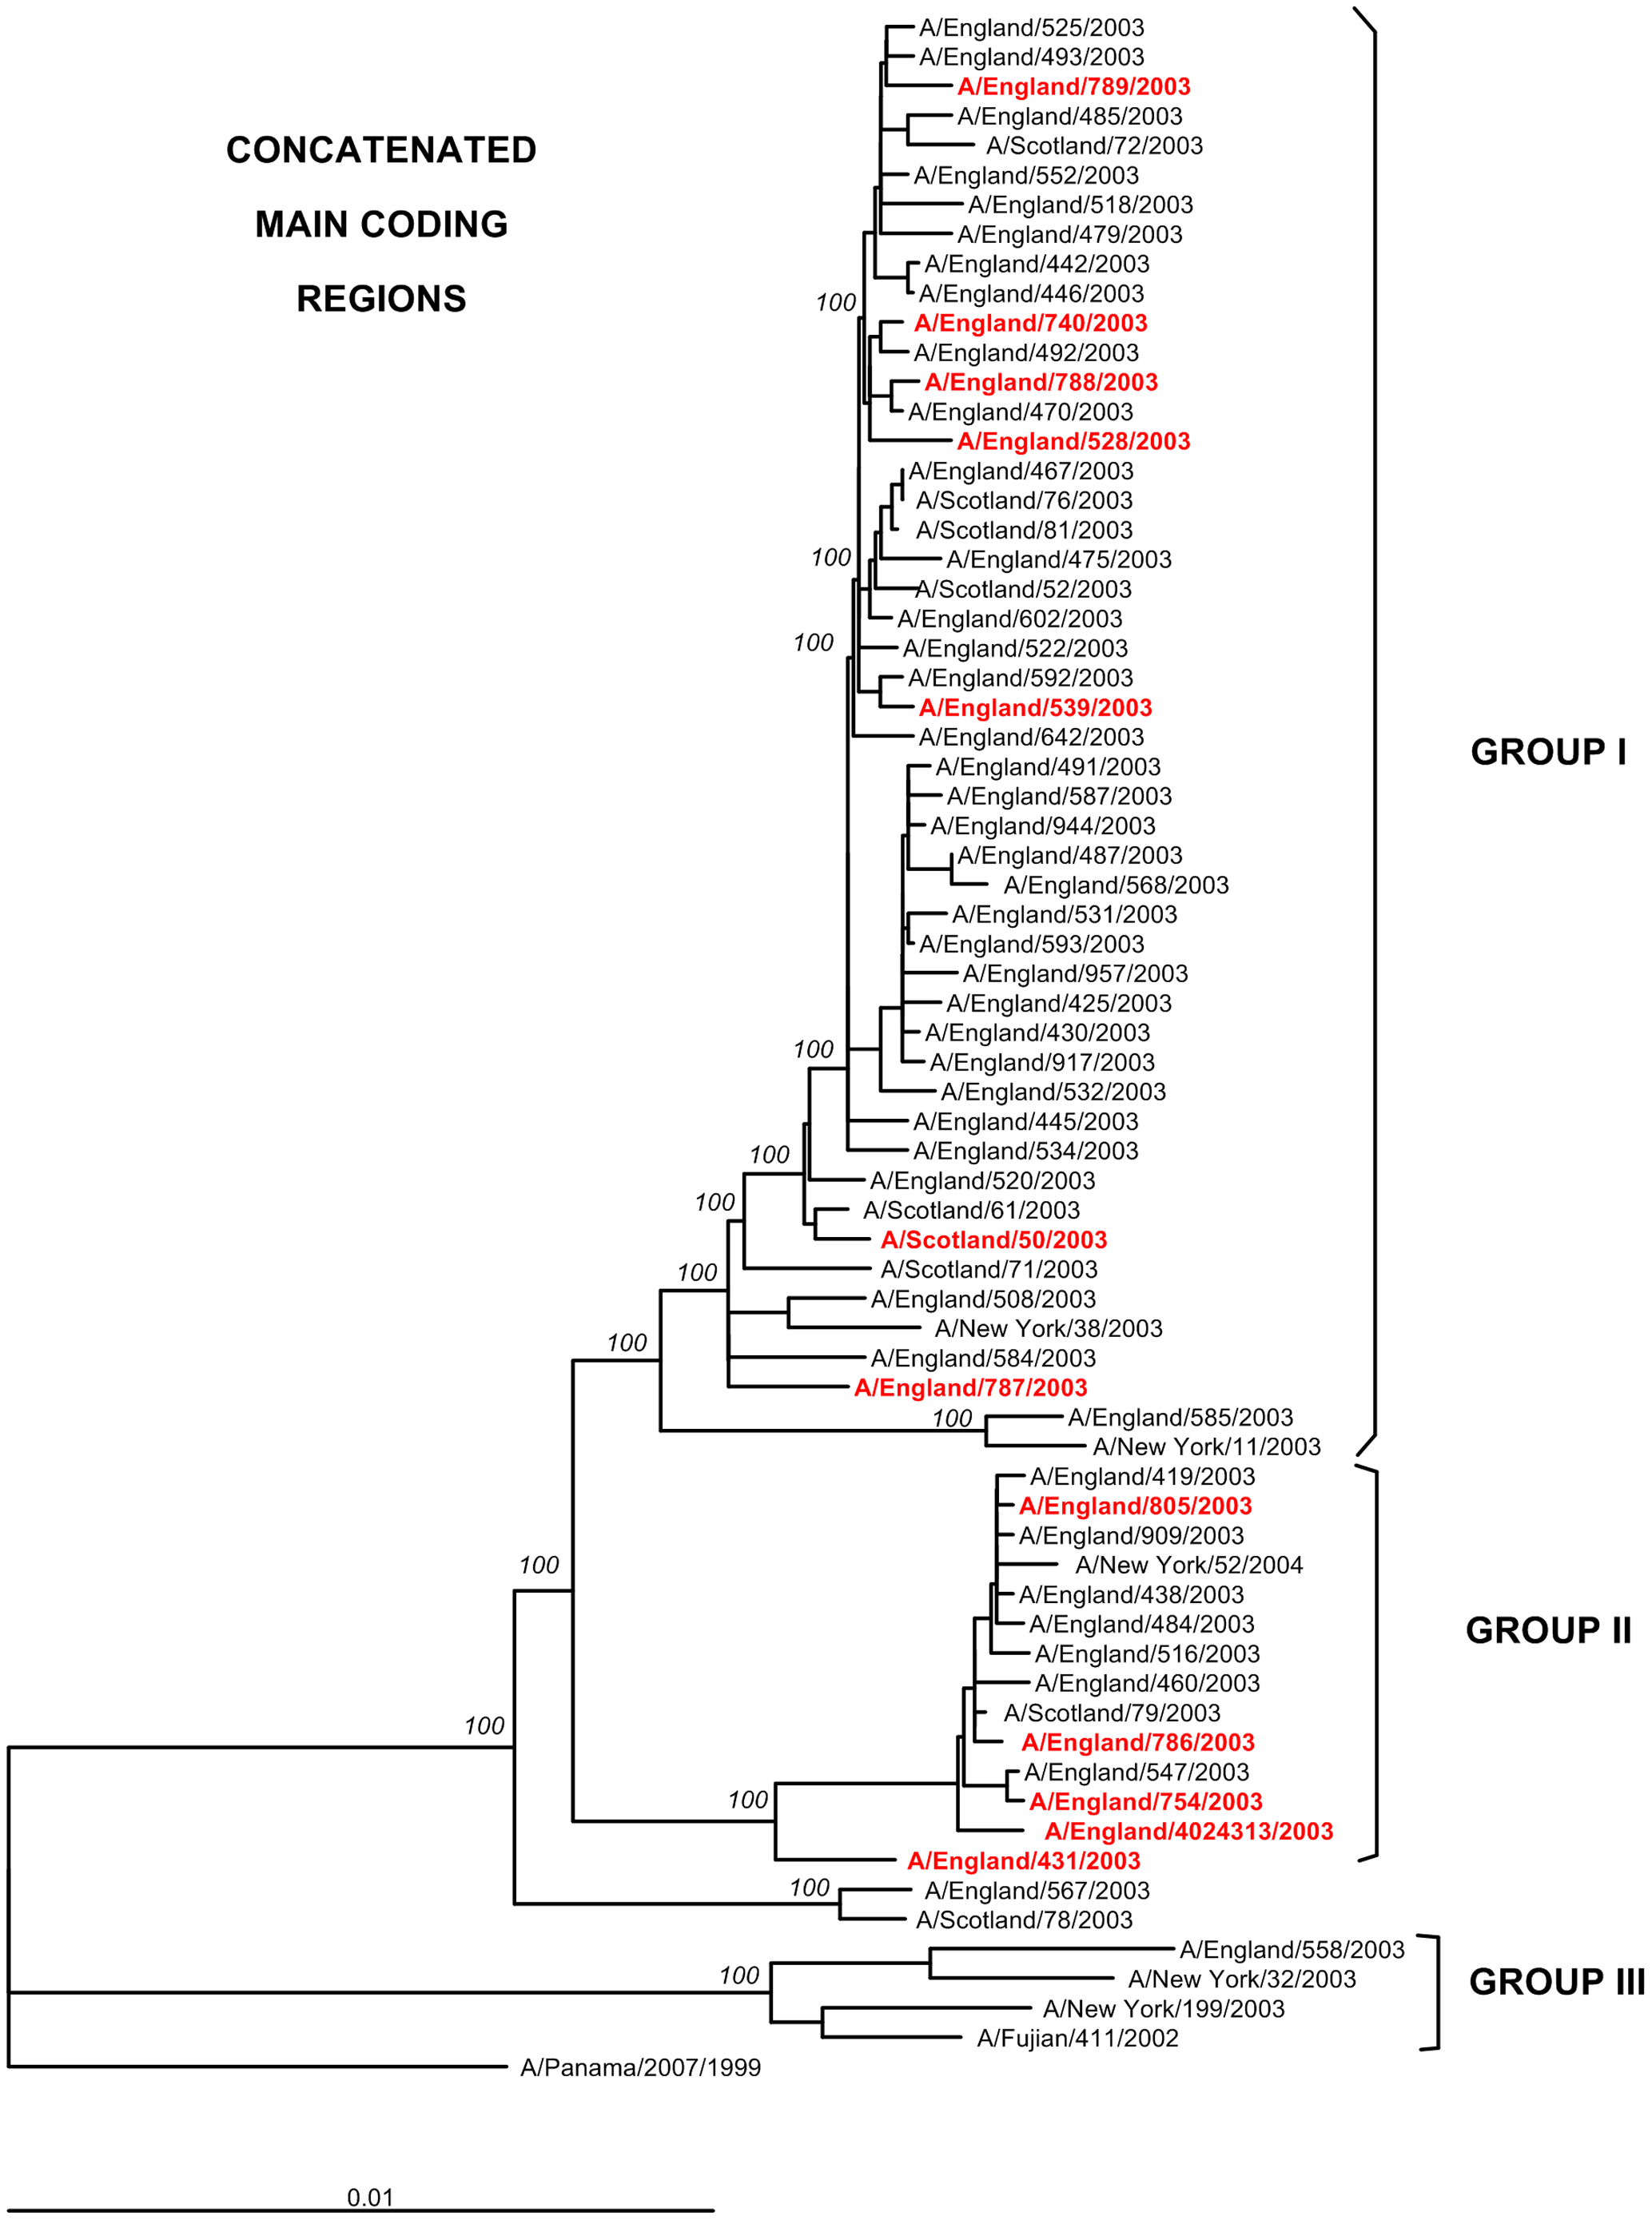 CONCATENATED
MAIN CODING
REGIONS
A/England/525/2003
A/England/493/2003
A/England/789/2003
A/England/485/2003
A/Scotland/72/2003
A/England/552/2003
A/England/518/2003
A/England/479/2003
A/England/442/2003
A/England/446/2003
100
A/England/740/2003
A/England/492/2003
A/England/788/2003
A/England/470/2003
A/England/528/2003
A/England/467/2003
A/Scotland/76/2003
A/Scotland/81/2003
100
A/England/475/2003
A/Scotland/52/2003
A/England/602/2003
100
A/England/522/2003
A/England/592/2003
A/England/539/2003
A/England/642/2003
GROUP I
A/England/491/2003
A/England/587/2003
A/England/944/2003
A/England/487/2003
A/England/568/2003
A/England/531/2003
A/England/593/2003
A/England/957/2003
A/England/425/2003
A/England/430/2003
100
A/England/917/2003
A/England/532/2003
A/England/445/2003
A/England/534/2003
100
A/England/520/2003
100
A/Scotland/61/2003
A/Scotland/50/2003
100
A/Scotland/71/2003
A/England/508/2003
A/New York/38/2003
100
A/England/584/2003
A/England/787/2003
100
A/England/585/2003
A/New York/11/2003
A/England/419/2003
A/England/805/2003
A/England/909/2003
100
A/New York/52/2004
A/England/438/2003
A/England/484/2003
GROUP II
A/England/516/2003
A/England/460/2003
A/Scotland/79/2003
100
A/England/786/2003
A/England/547/2003
100
A/England/754/2003
A/England/4024313/2003
A/England/431/2003
100
A/England/567/2003
A/Scotland/78/2003
A/England/558/2003
100
A/New York/32/2003
GROUP III
A/New York/199/2003
A/Fujian/411/2002
A/Panama/2007/1999
0.01